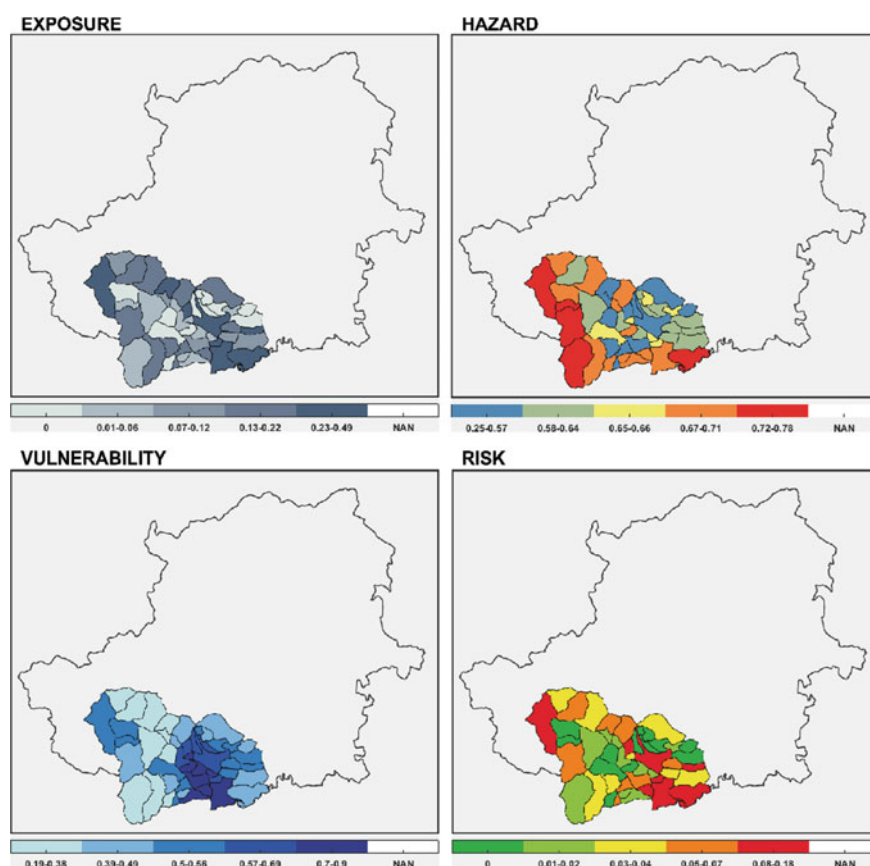 EXPOSURE
HAZARD
0 0.01-0.06 0.07-0.12 0.13-0.22 0.23-0.49 NAN
0.25-0.57 0.58-0.64 0.65-0.66 0.67-0.71 0.72-0.78 NAN
VULNERABILITY
RISK
0.19-0.38 0.39-0.49 0.5-0.56 0.57-0.69 0.7-0.9 NAN
0 0.01-0.02 0.03-0.04 0.05-0.07 0.08-0.18 NAN